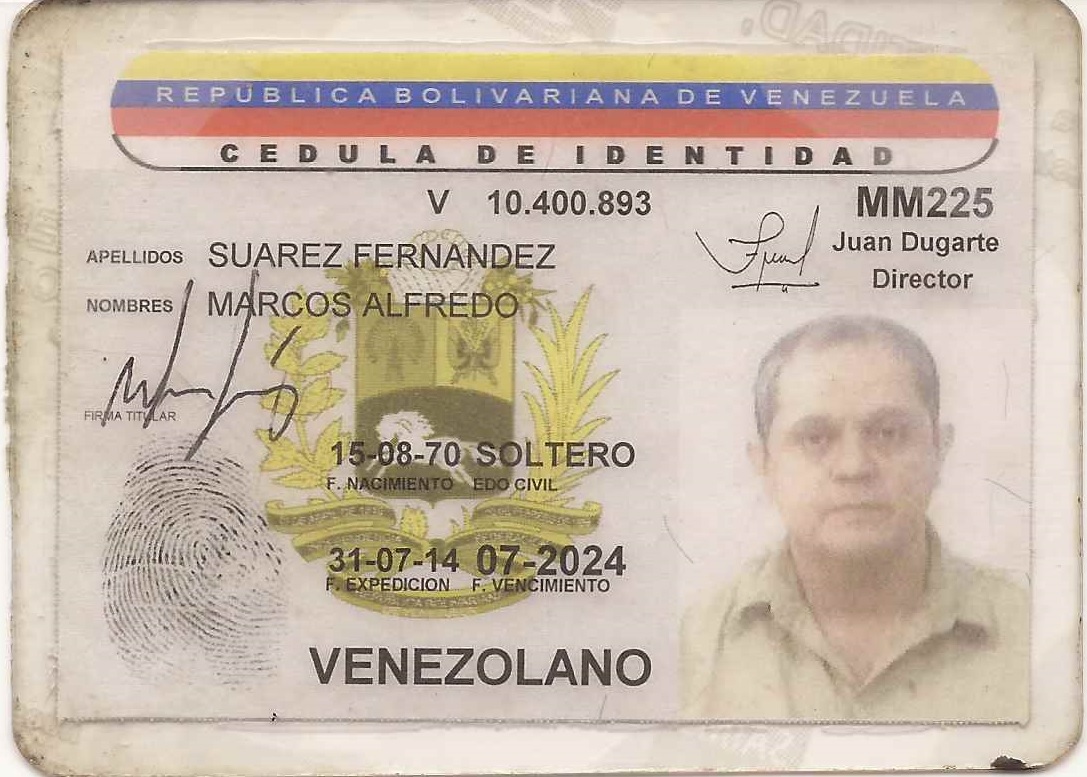 REPÚBLICA BOLIVARIANA DE VENEZUELA
CEDULA DE IDENTIDAD
V 10.400.893
MM225
Juan Dugarte
Director
APELLIDOS SUAREZ FERNANDEZ
NOMBRES MARCOS ALFREDO
FIRMA TITULAR
15-08-70 SOLTERO
F. NACIMIENTO EDO CIVIL
31-07-14 07-2024
F. EXPEDICION F. VENCIMIENTO
VENEZOLANO